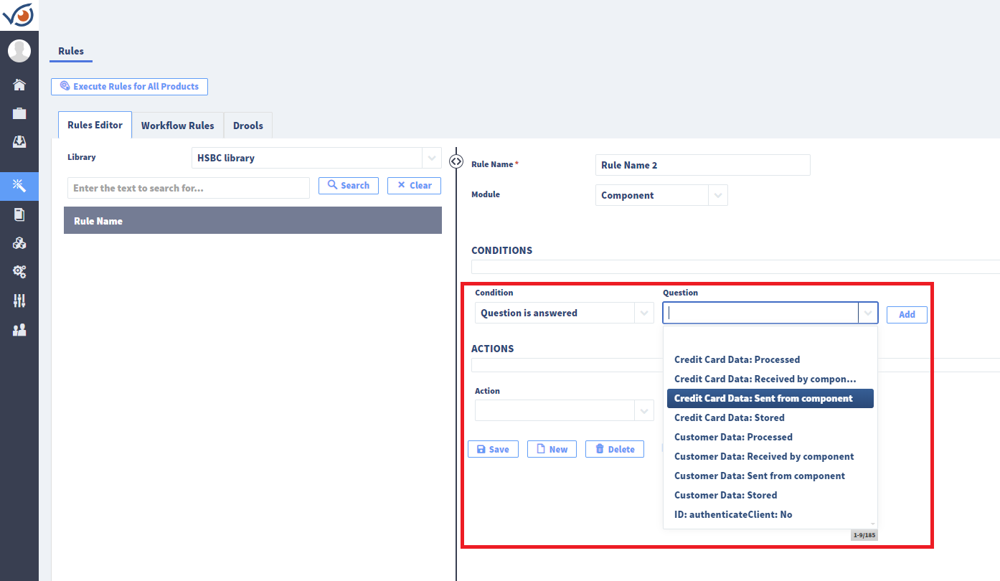 Rules
Execute Rules for All Products
Rules Editor Workflow Rules Drools
Library HSBC library
Enter the text to search for... Search Clear
Rule Name
Rule Name * Rule Name 2
Module Component
CONDITIONS
Condition Question
Question is answered Add
Credit Card Data: Processed
Credit Card Data: Received by compon...
Credit Card Data: Sent from component
Credit Card Data: Stored
Customer Data: Processed
Customer Data: Received by component
Customer Data: Sent from component
Customer Data: Stored
ID: authenticateClient: No
1-9/185
ACTIONS
Action
Save New Delete